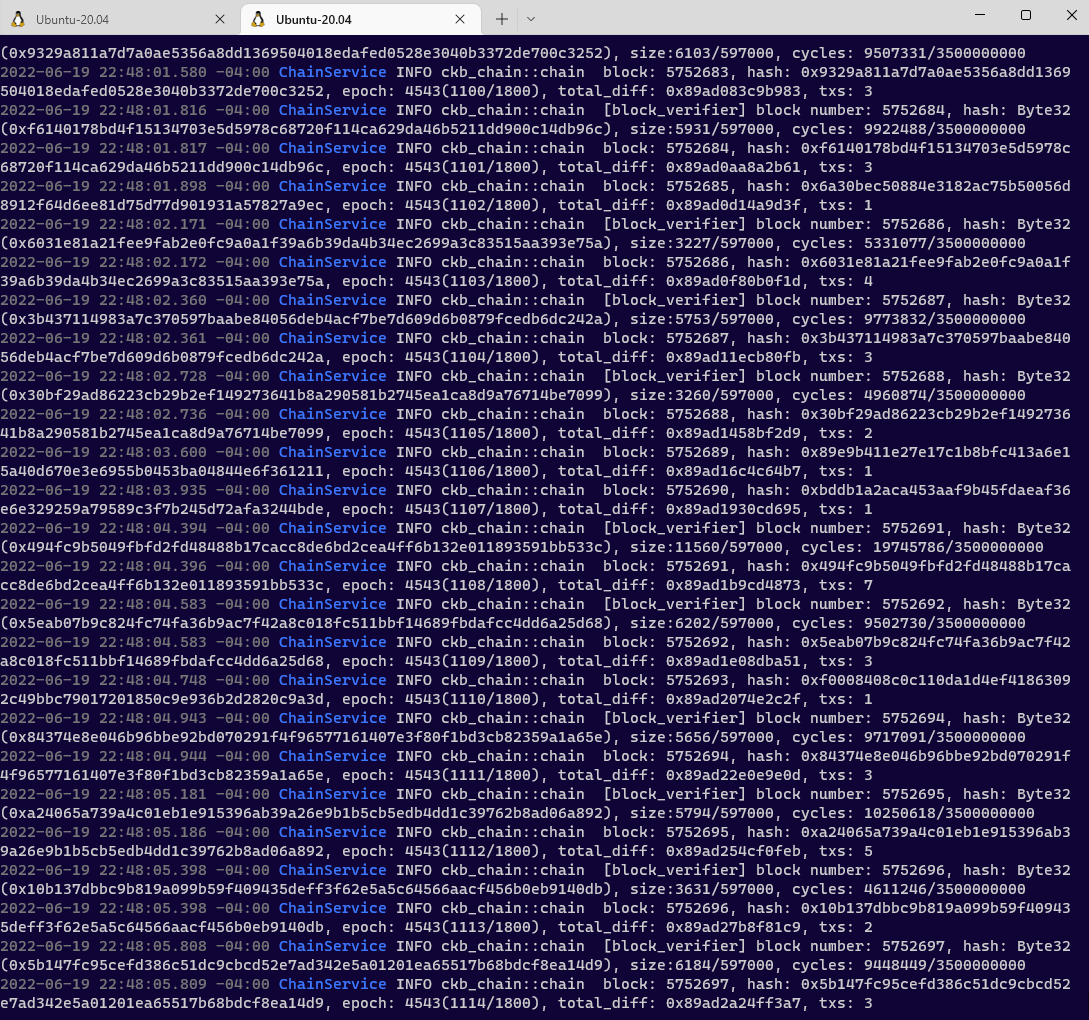 Ubuntu-20.04
Ubuntu-20.04
(0x9329a811a7d7a0ae5356a8dd1369504018edafed0528e3040b3372de700c3252), size:6103/597000, cycles: 9507331/3500000000
2022-06-19 22:48:01.580 -04:00 ChainService INFO ckb_chain::chain  block: 5752683, hash: 0x9329a811a7d7a0ae5356a8dd1369
504018edafed0528e3040b3372de700c3252, epoch: 4543(1100/1800), total_diff: 0x89ad083c9b983, txs: 3
2022-06-19 22:48:01.816 -04:00 ChainService INFO ckb_chain::chain  [block_verifier] block number: 5752684, hash: Byte32
(0xf6140178bd4f15134703e5d5978c68720f114ca629da46b5211dd900c14db96c), size:5931/597000, cycles: 9922488/3500000000
2022-06-19 22:48:01.817 -04:00 ChainService INFO ckb_chain::chain  block: 5752684, hash: 0xf6140178bd4f15134703e5d5978c
68720f114ca629da46b5211dd900c14db96c, epoch: 4543(1101/1800), total_diff: 0x89ad0aa8a2b61, txs: 3
2022-06-19 22:48:01.898 -04:00 ChainService INFO ckb_chain::chain  block: 5752685, hash: 0x6a30bec50884e3182ac75b50056d
8912f64d6ee81d75d77d901931a57827a9ec, epoch: 4543(1102/1800), total_diff: 0x89ad0d14a9d3f, txs: 1
2022-06-19 22:48:02.171 -04:00 ChainService INFO ckb_chain::chain  [block_verifier] block number: 5752686, hash: Byte32
(0x6031e81a21fee9fab2e0fc9a0a1f39a6b39da4b34ec2699a3c83515aa393e75a), size:3227/597000, cycles: 5331077/3500000000
2022-06-19 22:48:02.172 -04:00 ChainService INFO ckb_chain::chain  block: 5752686, hash: 0x6031e81a21fee9fab2e0fc9a0a1f
39a6b39da4b34ec2699a3c83515aa393e75a, epoch: 4543(1103/1800), total_diff: 0x89ad0f80b0f1d, txs: 4
2022-06-19 22:48:02.360 -04:00 ChainService INFO ckb_chain::chain  [block_verifier] block number: 5752687, hash: Byte32
(0x3b437114983a7c370597baabe84056deb4acf7be7d609d6b0879fcedb6dc242a), size:5753/597000, cycles: 9773832/3500000000
2022-06-19 22:48:02.361 -04:00 ChainService INFO ckb_chain::chain  block: 5752687, hash: 0x3b437114983a7c370597baabe840
56deb4acf7be7d609d6b0879fcedb6dc242a, epoch: 4543(1104/1800), total_diff: 0x89ad11ecb80fb, txs: 3
2022-06-19 22:48:02.728 -04:00 ChainService INFO ckb_chain::chain  [block_verifier] block number: 5752688, hash: Byte32
(0x30bf29ad86223cb29b2ef149273641b8a290581b2745ea1ca8d9a76714be7099), size:3260/597000, cycles: 4960874/3500000000
2022-06-19 22:48:02.736 -04:00 ChainService INFO ckb_chain::chain  block: 5752688, hash: 0x30bf29ad86223cb29b2ef1492736
41b8a290581b2745ea1ca8d9a76714be7099, epoch: 4543(1105/1800), total_diff: 0x89ad1458bf2d9, txs: 2
2022-06-19 22:48:03.600 -04:00 ChainService INFO ckb_chain::chain  block: 5752689, hash: 0x89e9b411e27e17c1b8bfc413a6e1
5a40d670e3e6955b0453ba04844e6f361211, epoch: 4543(1106/1800), total_diff: 0x89ad16c4c64b7, txs: 1
2022-06-19 22:48:03.935 -04:00 ChainService INFO ckb_chain::chain  block: 5752690, hash: 0xbddb1a2aca453aaf9b45fdaeaf36
e6e329259a79589c3f7b245d72afa3244bde, epoch: 4543(1107/1800), total_diff: 0x89ad1930cd695, txs: 1
2022-06-19 22:48:04.394 -04:00 ChainService INFO ckb_chain::chain  [block_verifier] block number: 5752691, hash: Byte32
(0x494fc9b5049fbfd2fd48488b17cacc8de6bd2cea4ff6b132e011893591bb533c), size:11560/597000, cycles: 19745786/3500000000
2022-06-19 22:48:04.396 -04:00 ChainService INFO ckb_chain::chain  block: 5752691, hash: 0x494fc9b5049fbfd2fd48488b17ca
cc8de6bd2cea4ff6b132e011893591bb533c, epoch: 4543(1108/1800), total_diff: 0x89ad1b9cd4873, txs: 7
2022-06-19 22:48:04.583 -04:00 ChainService INFO ckb_chain::chain  [block_verifier] block number: 5752692, hash: Byte32
(0x5eab07b9c824fc74fa36b9ac7f42a8c018fc511bbf14689fbdafcc4dd6a25d68), size:6202/597000, cycles: 9502730/3500000000
2022-06-19 22:48:04.583 -04:00 ChainService INFO ckb_chain::chain  block: 5752692, hash: 0x5eab07b9c824fc74fa36b9ac7f42
a8c018fc511bbf14689fbdafcc4dd6a25d68, epoch: 4543(1109/1800), total_diff: 0x89ad1e08dba51, txs: 3
2022-06-19 22:48:04.748 -04:00 ChainService INFO ckb_chain::chain  block: 5752693, hash: 0xf0008408c0c110da1d4ef4186309
2c49bbc79017201850c9e936b2d2820c9a3d, epoch: 4543(1110/1800), total_diff: 0x89ad2074e2c2f, txs: 1
2022-06-19 22:48:04.943 -04:00 ChainService INFO ckb_chain::chain  [block_verifier] block number: 5752694, hash: Byte32
(0x84374e8e046b96bbe92bd070291f4f96577161407e3f80f1bd3cb82359a1a65e), size:5656/597000, cycles: 9717091/3500000000
2022-06-19 22:48:04.944 -04:00 ChainService INFO ckb_chain::chain  block: 5752694, hash: 0x84374e8e046b96bbe92bd070291f
4f96577161407e3f80f1bd3cb82359a1a65e, epoch: 4543(1111/1800), total_diff: 0x89ad22e0e9e0d, txs: 3
2022-06-19 22:48:05.181 -04:00 ChainService INFO ckb_chain::chain  [block_verifier] block number: 5752695, hash: Byte32
(0xa24065a739a4c01eb1e915396ab39a26e9b1b5cb5edb4dd1c39762b8ad06a892), size:5794/597000, cycles: 10250618/3500000000
2022-06-19 22:48:05.186 -04:00 ChainService INFO ckb_chain::chain  block: 5752695, hash: 0xa24065a739a4c01eb1e915396ab3
9a26e9b1b5cb5edb4dd1c39762b8ad06a892, epoch: 4543(1112/1800), total_diff: 0x89ad254cf0feb, txs: 5
2022-06-19 22:48:05.398 -04:00 ChainService INFO ckb_chain::chain  [block_verifier] block number: 5752696, hash: Byte32
(0x10b137dbbc9b819a099b59f409435deff3f62e5a5c64566aacf456b0eb9140db), size:3631/597000, cycles: 4611246/3500000000
2022-06-19 22:48:05.398 -04:00 ChainService INFO ckb_chain::chain  block: 5752696, hash: 0x10b137dbbc9b819a099b59f40943
5deff3f62e5a5c64566aacf456b0eb9140db, epoch: 4543(1113/1800), total_diff: 0x89ad27b8f81c9, txs: 2
2022-06-19 22:48:05.808 -04:00 ChainService INFO ckb_chain::chain  [block_verifier] block number: 5752697, hash: Byte32
(0x5b147fc95cefd386c51dc9cbcd52e7ad342e5a01201ea65517b68bdcf8ea14d9), size:6184/597000, cycles: 9448449/3500000000
2022-06-19 22:48:05.809 -04:00 ChainService INFO ckb_chain::chain  block: 5752697, hash: 0x5b147fc95cefd386c51dc9cbcd52
e7ad342e5a01201ea65517b68bdcf8ea14d9, epoch: 4543(1114/1800), total_diff: 0x89ad2a24ff3a7, txs: 3